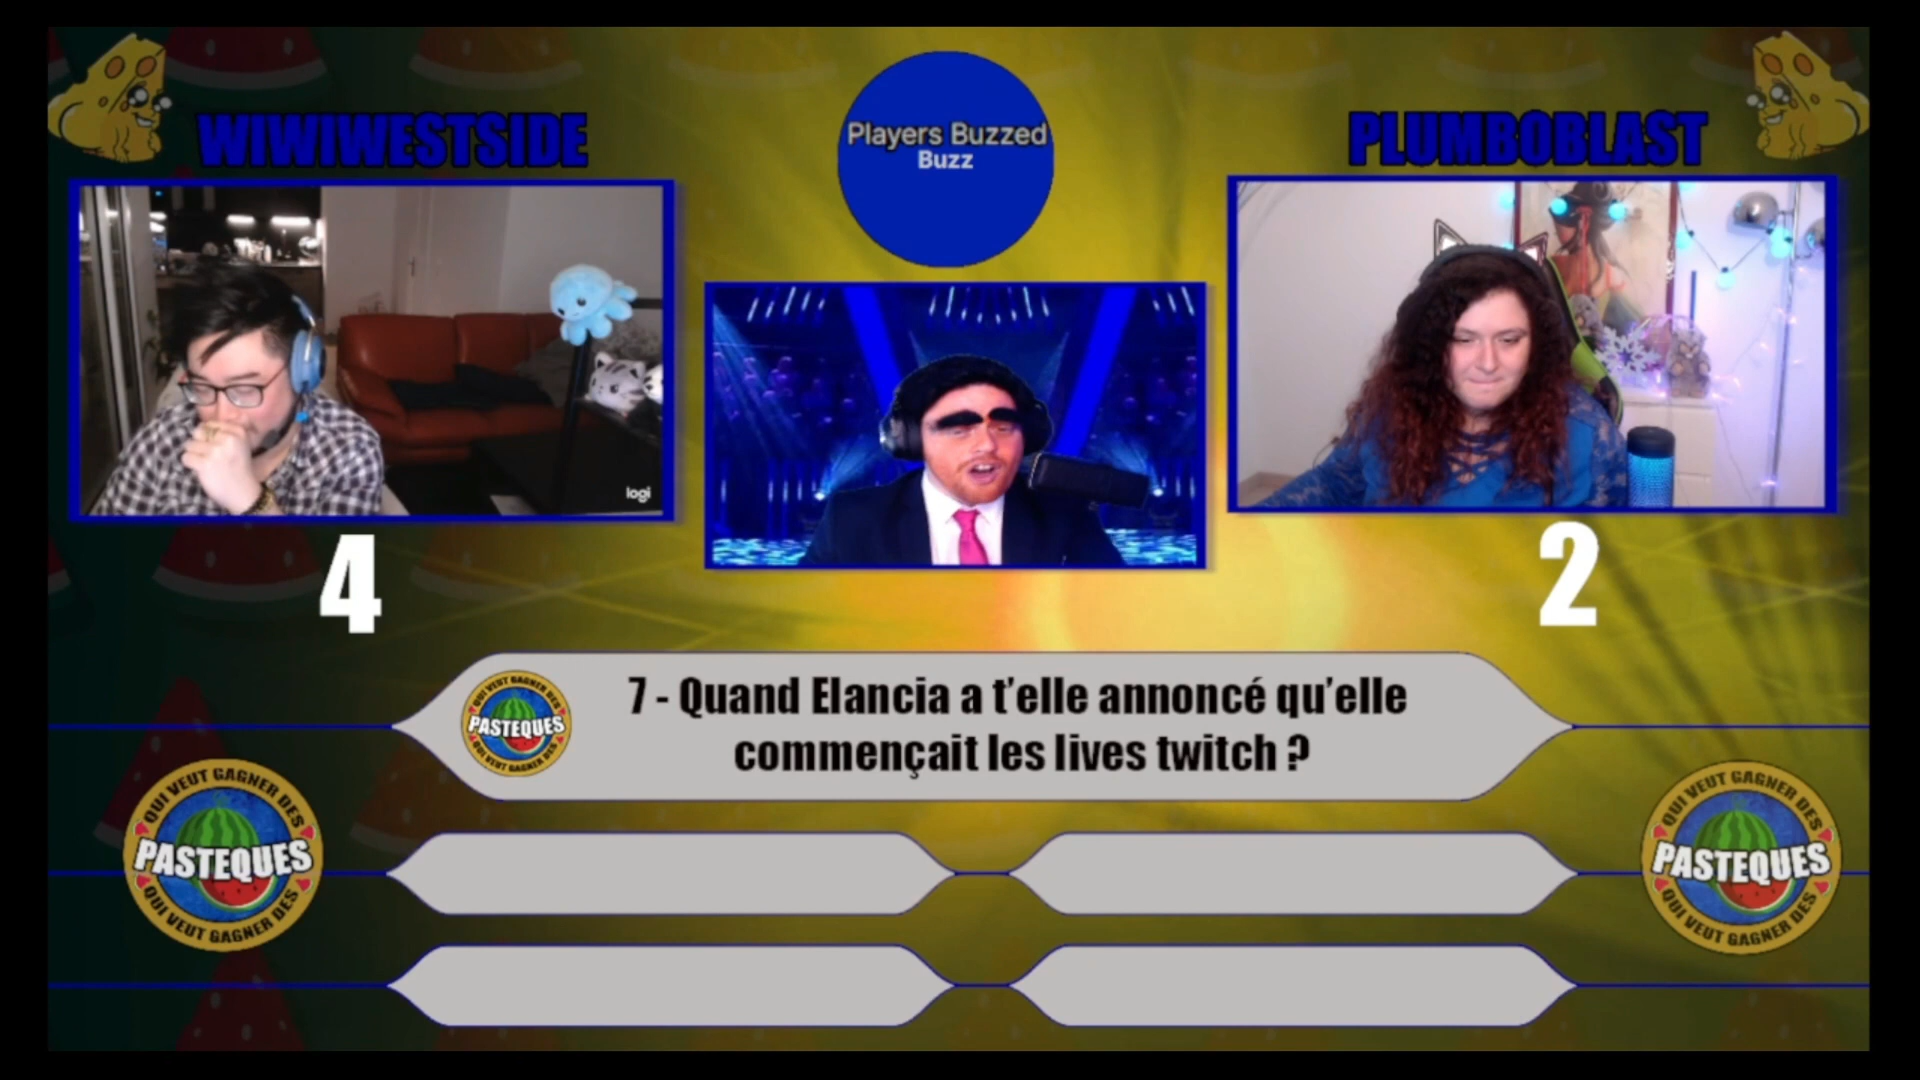 WIWIWESTSIDE
Players Buzzed
Buzz
PLUMBOBLAST
logi
4
2
7 - Quand Elancia a t'elle annoncé qu'elle
commençait les lives twitch ?
QUI VEUT GAGNER DES
PASTEQUES
QUI VEUT GAGNER DES
QUI VEUT GAGNER DES
PASTEQUES
QUI VEUT GAGNER DES
QUI VEUT GAGNER DES
PASTEQUES
QUI VEUT GAGNER DES